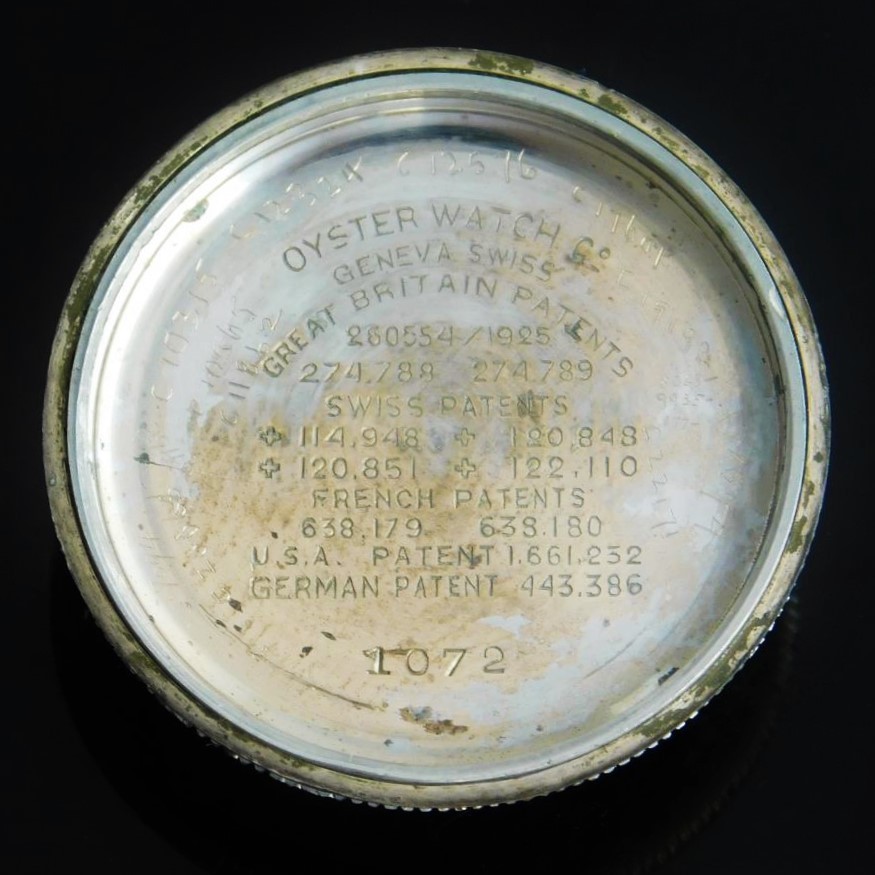 OYSTER WATCH Co
GENEVA SWISS
GREAT BRITAIN PATENTS
260554/1925
274.788 274.789
SWISS PATENTS
✚ 114.948 ✚ 120.848
✚ 120.851 ✚ 122.110
FRENCH PATENTS
638.179 638.180
U.S.A. PATENT 1.661.232
GERMAN PATENT 443.386
1072